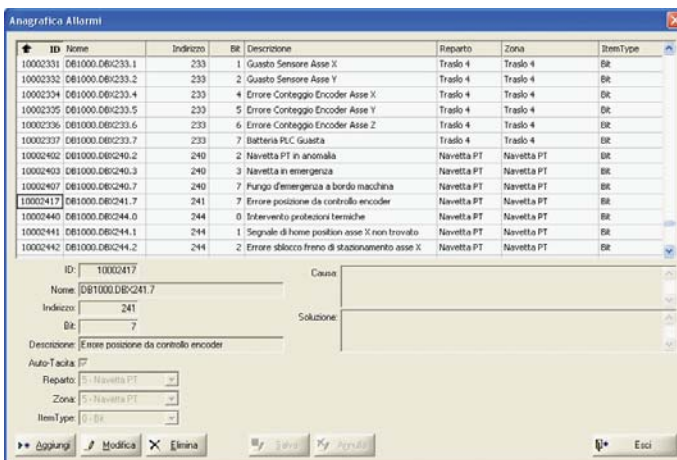 Anagrafica Allarmi
ID Nome Indirizzo Bit Descrizione Reparto Zona ItemType
10002331 DB1000.DBX233.1 233 1 Guasto Sensore Asse X Traslo 4 Traslo 4 Bit
10002332 DB1000.DBX233.2 233 2 Guasto Sensore Asse Y Traslo 4 Traslo 4 Bit
10002334 DB1000.DBX233.4 233 4 Errore Conteggio Encoder Asse X Traslo 4 Traslo 4 Bit
10002335 DB1000.DBX233.5 233 5 Errore Conteggio Encoder Asse Y Traslo 4 Traslo 4 Bit
10002336 DB1000.DBX233.6 233 6 Errore Conteggio Encoder Asse Z Traslo 4 Traslo 4 Bit
10002337 DB1000.DBX233.7 233 7 Batteria PLC Guasta Traslo 4 Traslo 4 Bit
10002402 DB1000.DBX240.2 240 2 Navetta PT in anomalia Navetta PT Navetta PT Bit
10002403 DB1000.DBX240.3 240 3 Navetta in emergenza Navetta PT Navetta PT Bit
10002407 DB1000.DBX240.7 240 7 Fungo d'emergenza a bordo macchina Navetta PT Navetta PT Bit
10002417 DB1000.DBX241.7 241 7 Errore posizione da controllo encoder Navetta PT Navetta PT Bit
10002440 DB1000.DBX244.0 244 0 Intervento protezioni termiche Navetta PT Navetta PT Bit
10002441 DB1000.DBX244.1 244 1 Segnale di home position asse X non trovato Navetta PT Navetta PT Bit
10002442 DB1000.DBX244.2 244 2 Errore sblocco freno di stazionamento asse X Navetta PT Navetta PT Bit
ID: 10002417
Causa:
Nome: DB1000.DBX241.7
Indirizzo: 241
Soluzione:
Bit: 7
Descrizione: Errore posizione da controllo encoder
Auto-Tacita:
Reparto: 5 - Navetta PT
Zona: 5 - Navetta PT
ItemType: 0 - Bit
Aggiungi Modifica Elimina Salva Annulla Esci